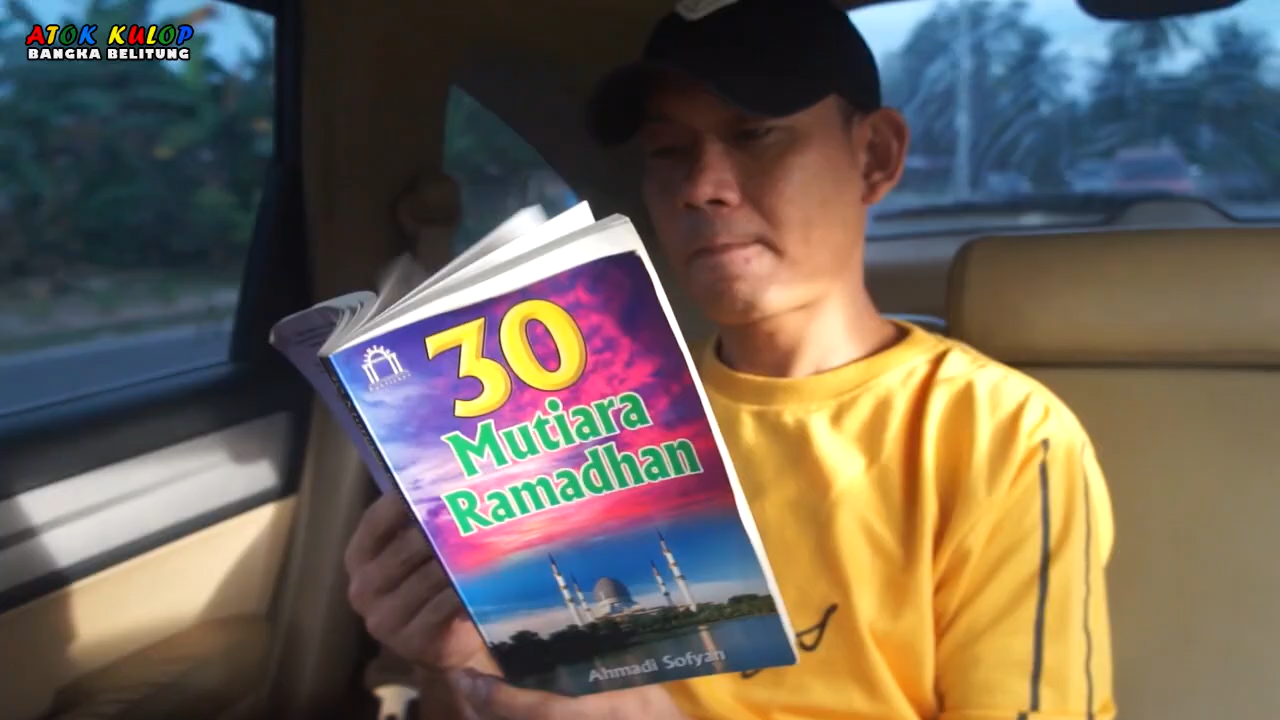 ATOK KULOP
BANGKA BELITUNG
30
Mutiara
Ramadhan
Ahmadi Sofyan